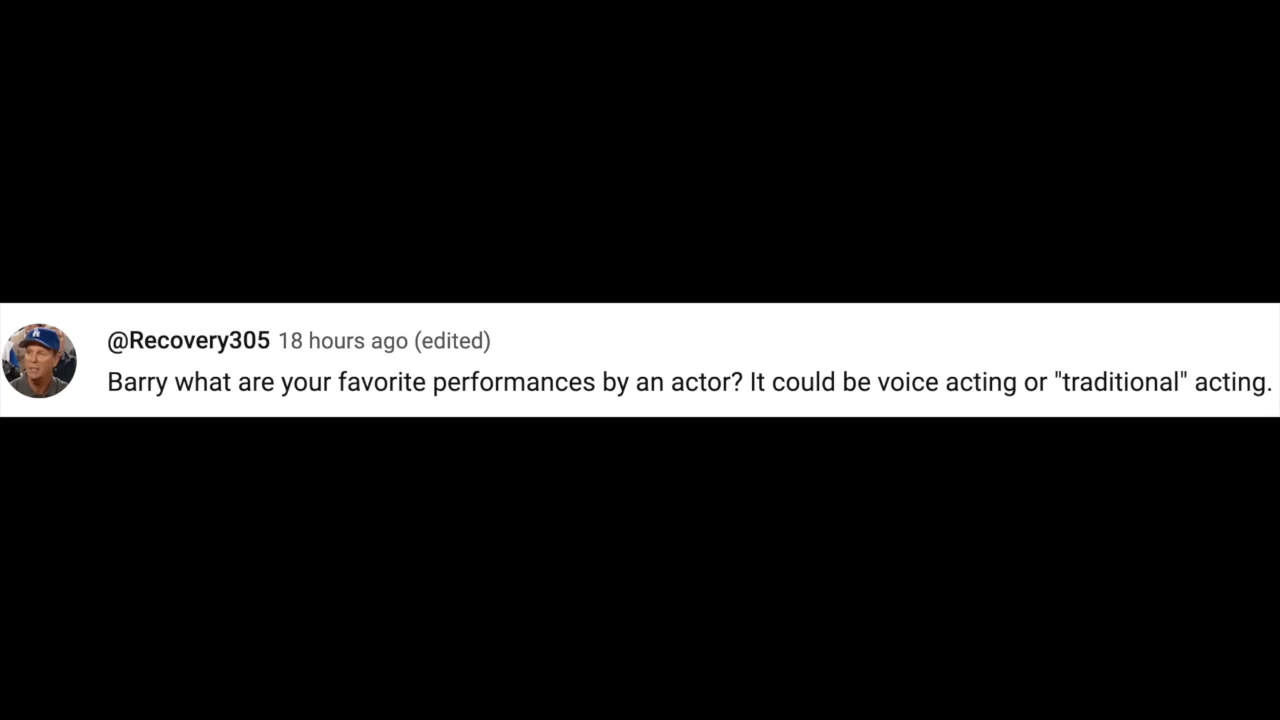 @Recovery305 18 hours ago (edited)
Barry what are your favorite performances by an actor? It could be voice acting or "traditional" acting.